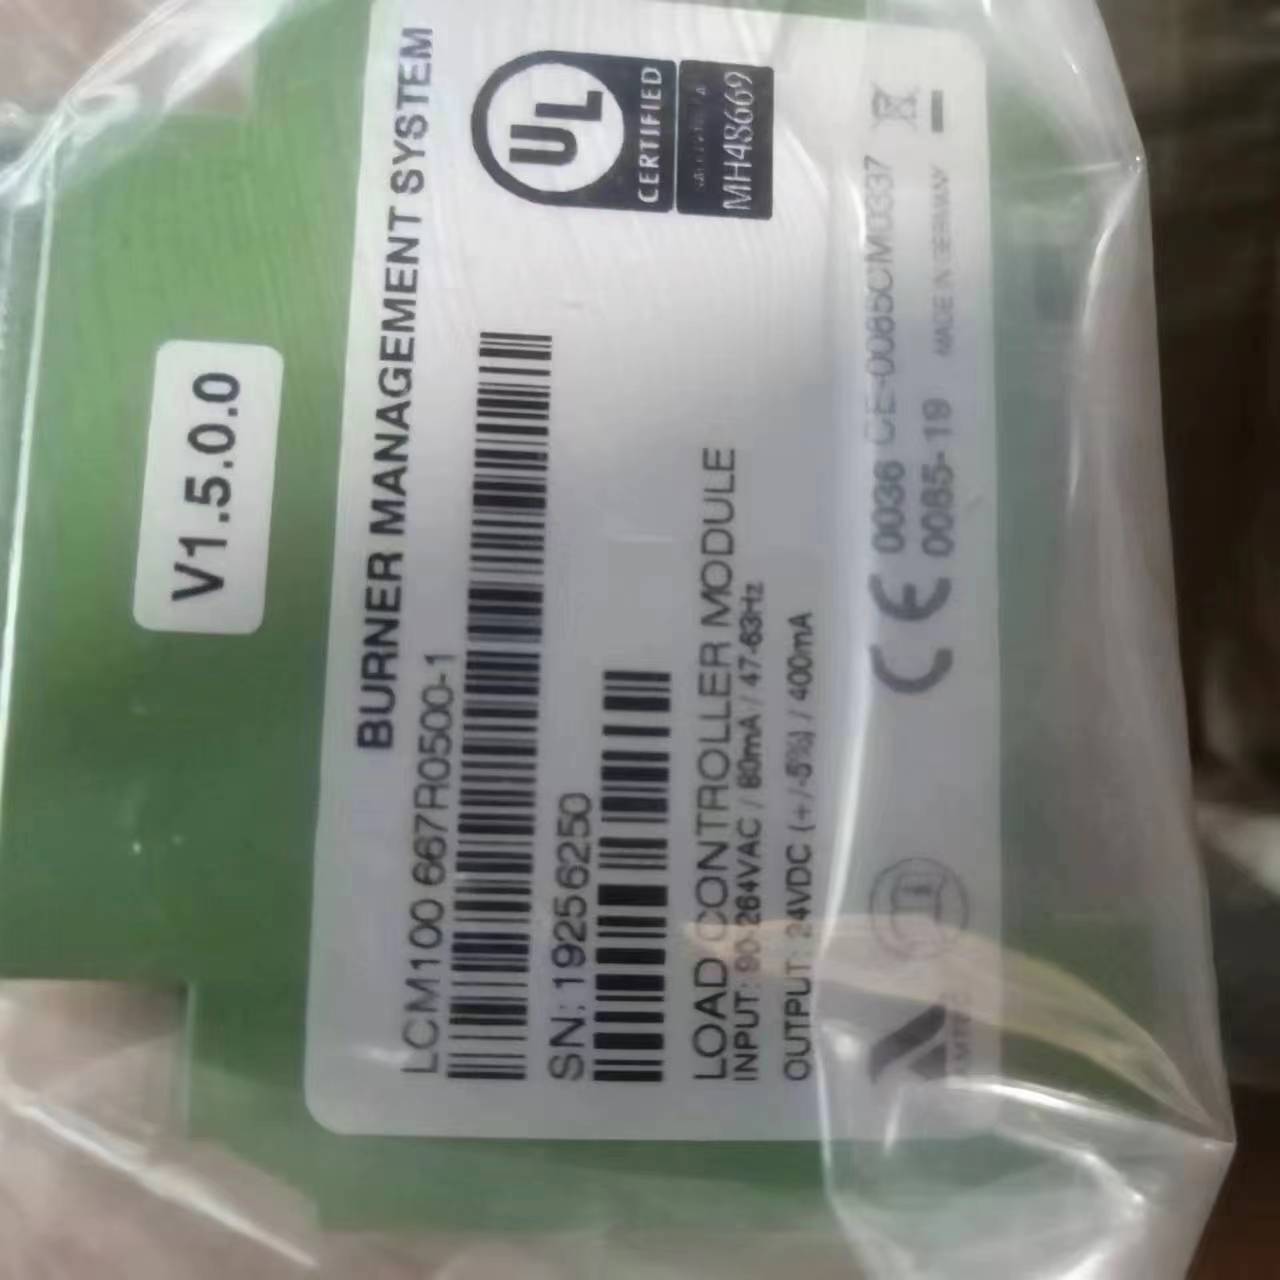 V1.5.0.0
BURNER MANAGEMENT SYSTEM
LCM100 667R0500-1
SN: 19256250
LOAD CONTROLLER MODULE
INPUT: 90-264VAC / 80mA / 47-63Hz
OUTPUT: 24VDC (+/-5%) / 400mA
UL
CERTIFIED
MH48669
CE 0036 CE-0085CM0337
0085-19 MADE IN GERMANY